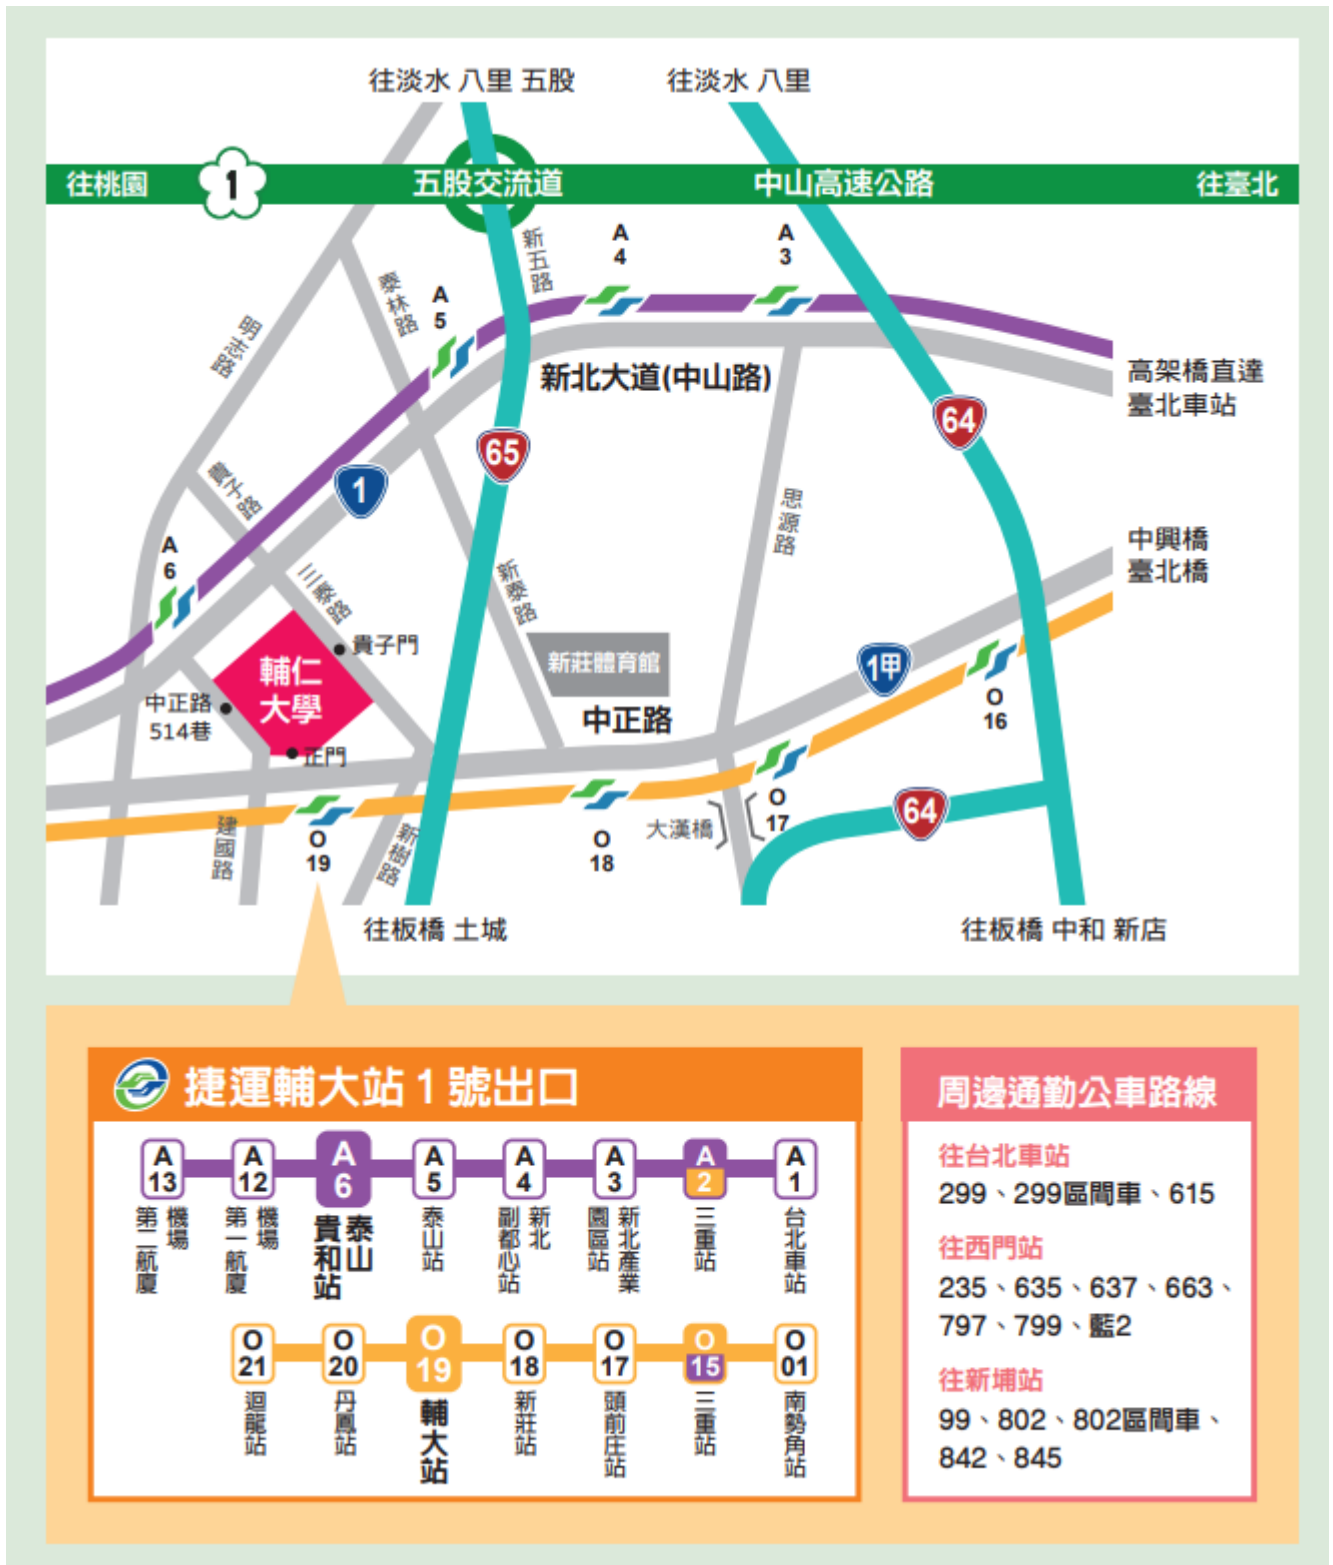 往淡水 八里 五股
往淡水 八里
往桃園
1
五股交流道
中山高速公路
往臺北
新五路
A
4
A
3
泰林路
A
5
明志路
新北大道(中山路)
高架橋直達
臺北車站
65
64
1
貴子路
思源路
A
6
三泰路
新泰路
中興橋
臺北橋
輔仁
大學
貴子門
新莊體育館
1甲
中正路
514巷
正門
中正路
O
16
建國路
O
19
新樹路
O
18
大漢橋
O
17
64
往板橋 土城
往板橋 中和 新店
捷運輔大站 1 號出口
A
13
A
12
A
6
A
5
A
4
A
3
A
2
A
1
機場
第二航廈
機場
第一航廈
泰山
貴和站
泰山站
新北
副都心站
新北產業
園區站
三重站
台北車站
O
21
O
20
O
19
O
18
O
17
O
15
O
01
迴龍站
丹鳳站
輔大站
新莊站
頭前庄站
三重站
南勢角站
周邊通勤公車路線
往台北車站
299、299區間車、615
往西門站
235、635、637、663、
797、799、藍2
往新埔站
99、802、802區間車、
842、845